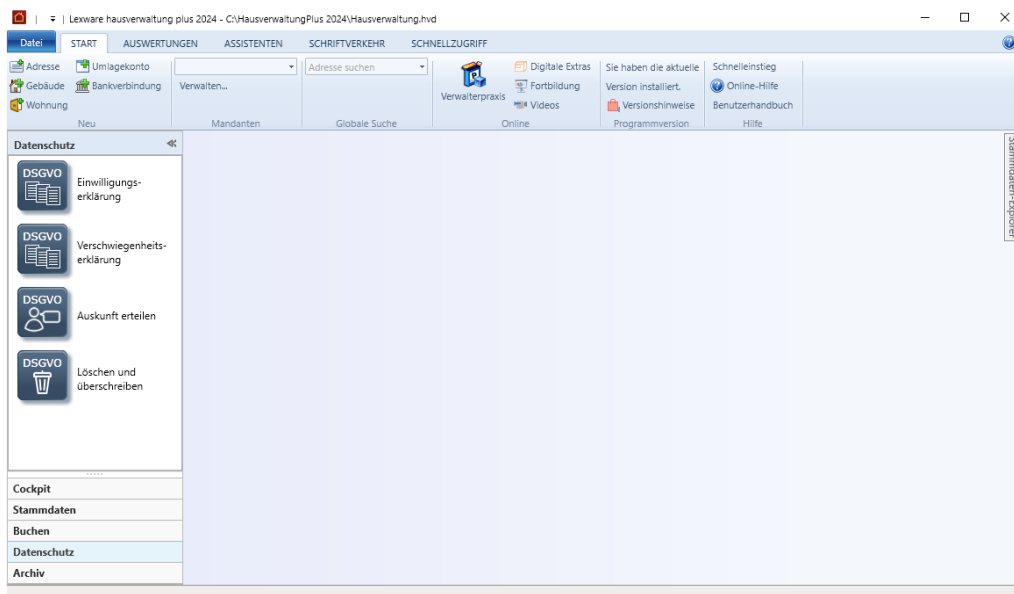 Lexware hausverwaltung plus 2024 - C:\HausverwaltungPlus 2024\Hausverwaltung.hvd
Datei START AUSWERTUNGEN ASSISTENTEN SCHRIFTVERKEHR SCHNELLZUGRIFF
Adresse Umlagekonto Adresse suchen Digitale Extras Sie haben die aktuelle Schnelleinstieg
Gebäude Bankverbindung Verwalten... Verwalterpraxis Fortbildung Version installiert. Online-Hilfe
Wohnung Videos Versionshinweise Benutzerhandbuch
Neu Mandanten Globale Suche Online Programmversion Hilfe
Datenschutz
Stammdaten-Explorer
DSGVO
Einwilligungs-
erklärung
DSGVO
Verschwiegenheits-
erklärung
DSGVO
Auskunft erteilen
DSGVO
Löschen und
überschreiben
Cockpit
Stammdaten
Buchen
Datenschutz
Archiv